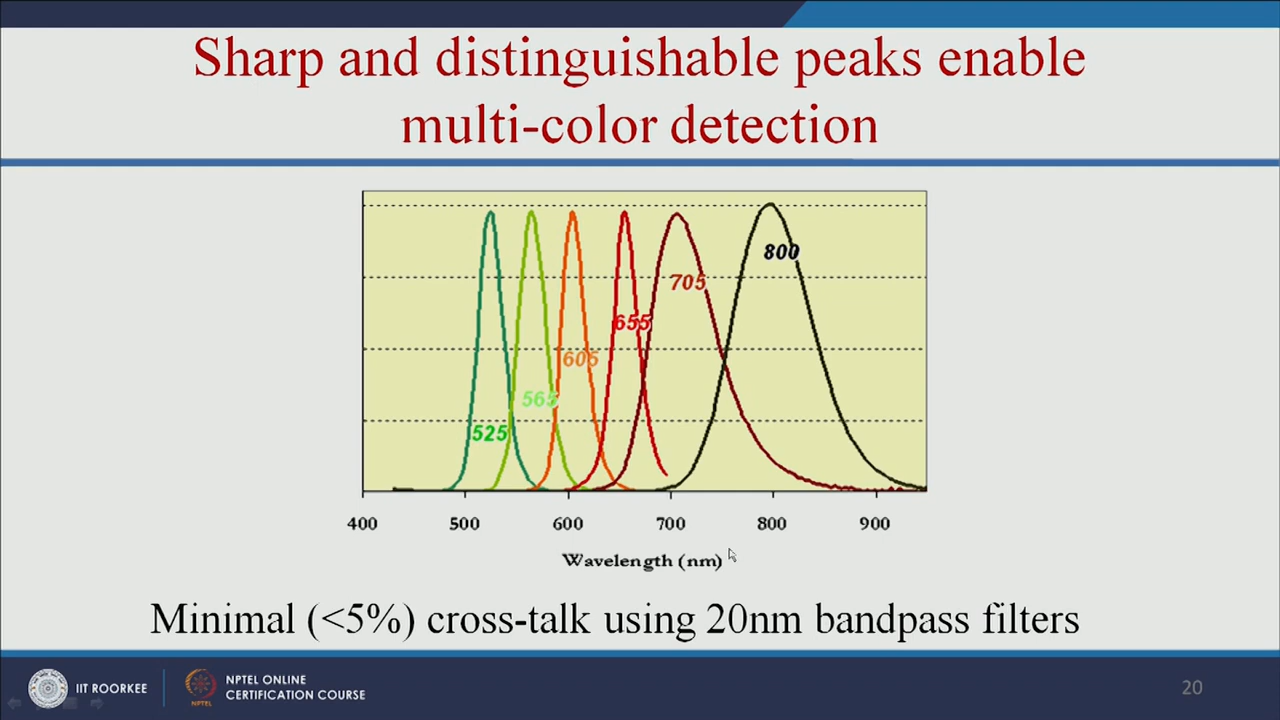 Sharp and distinguishable peaks enable
multi-color detection
800
705
655
605
565
525
400 500 600 700 800 900
Wavelength (nm)
Minimal (<5%) cross-talk using 20nm bandpass filters
IIT ROORKEE
NPTEL
NPTEL ONLINE
CERTIFICATION COURSE
20